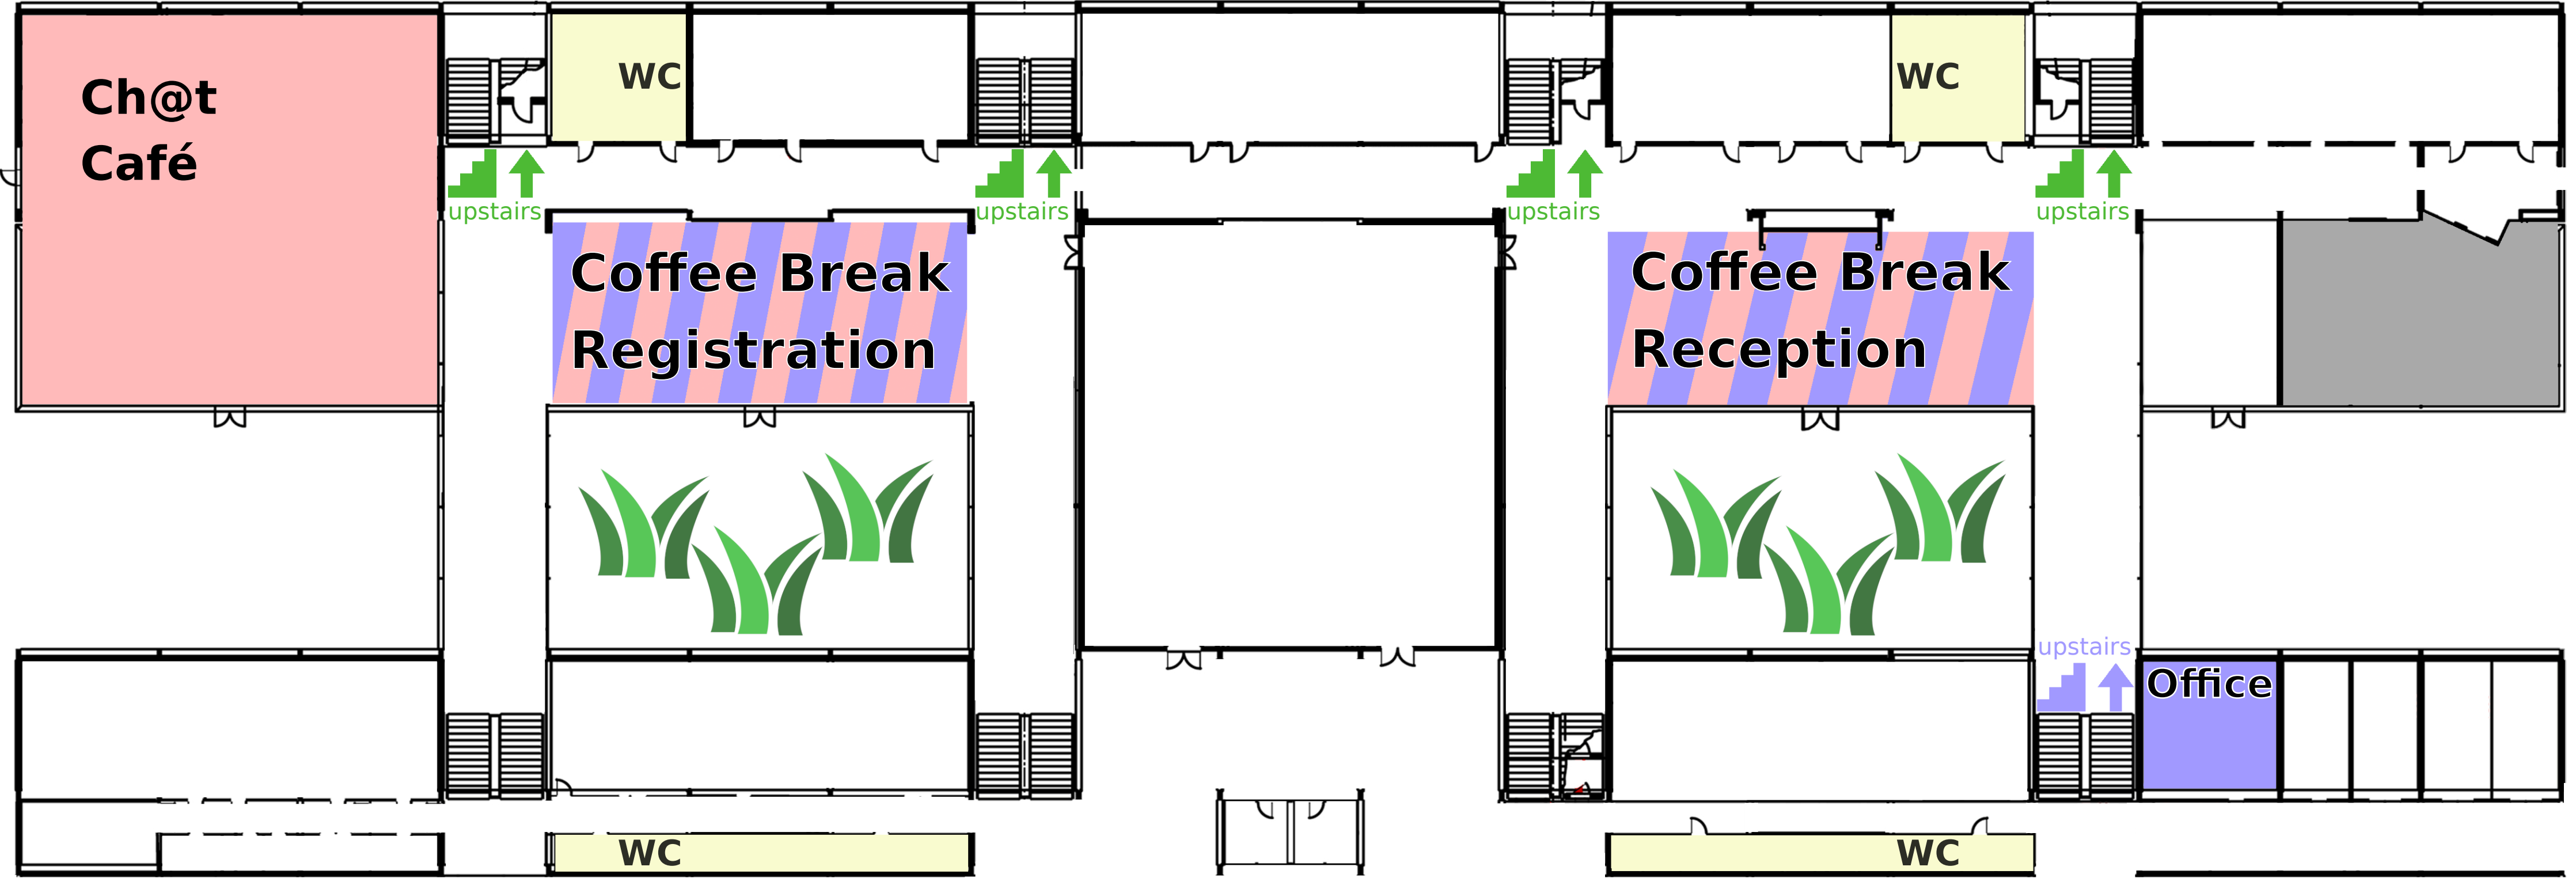 Ch@t
Café
WC
WC
upstairs
upstairs
upstairs
upstairs
Coffee Break
Registration
Coffee Break
Reception
upstairs
Office
WC
WC